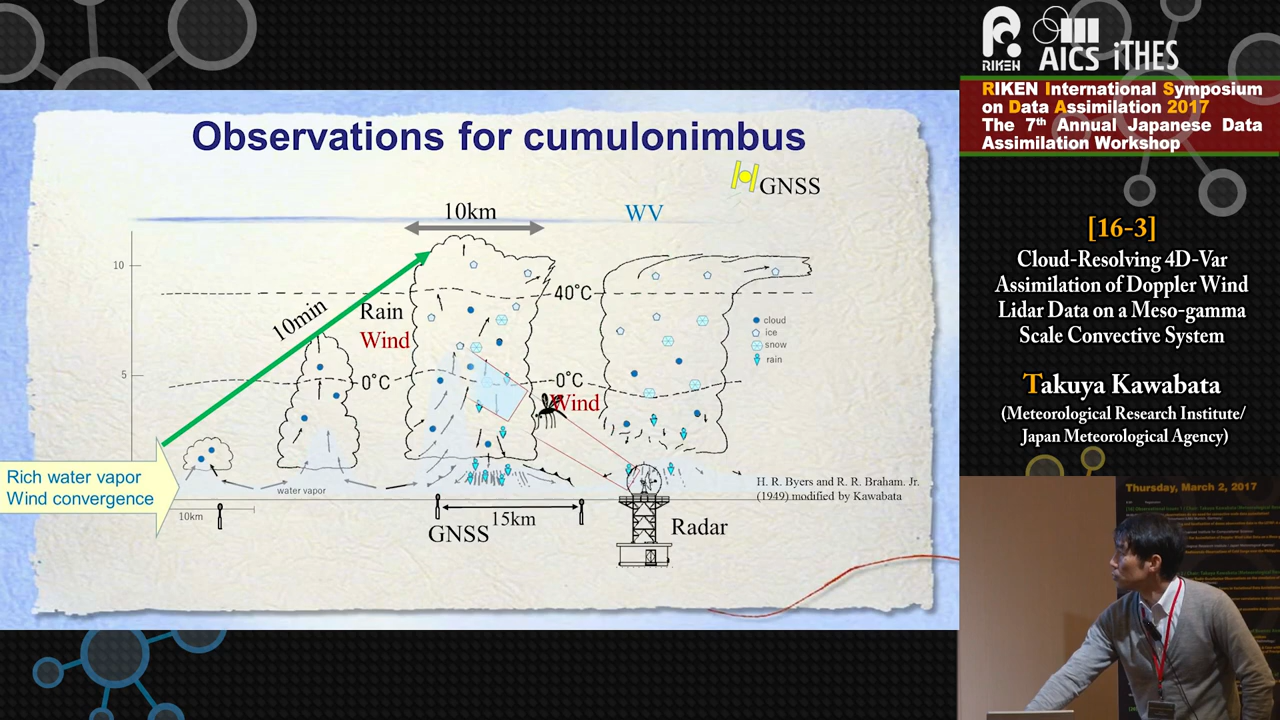 Observations for cumulonimbus
GNSS
10km
WV
10
40°C
10min
Rain
Wind
cloud
ice
snow
rain
5
0°C
0°C
Wind
Rich water vapor
Wind convergence
water vapor
10km
15km
GNSS
Radar
H. R. Byers and R. R. Braham. Jr.
(1949) modified by Kawabata
RIKEN
AICS
iTHES
RIKEN International Symposium
on Data Assimilation 2017
The 7th Annual Japanese Data
Assimilation Workshop
[16-3]
Cloud-Resolving 4D-Var
Assimilation of Doppler Wind
Lidar Data on a Meso-gamma
Scale Convective System
Takuya Kawabata
(Meteorological Research Institute/
Japan Meteorological Agency)
Thursday, March 2, 2017